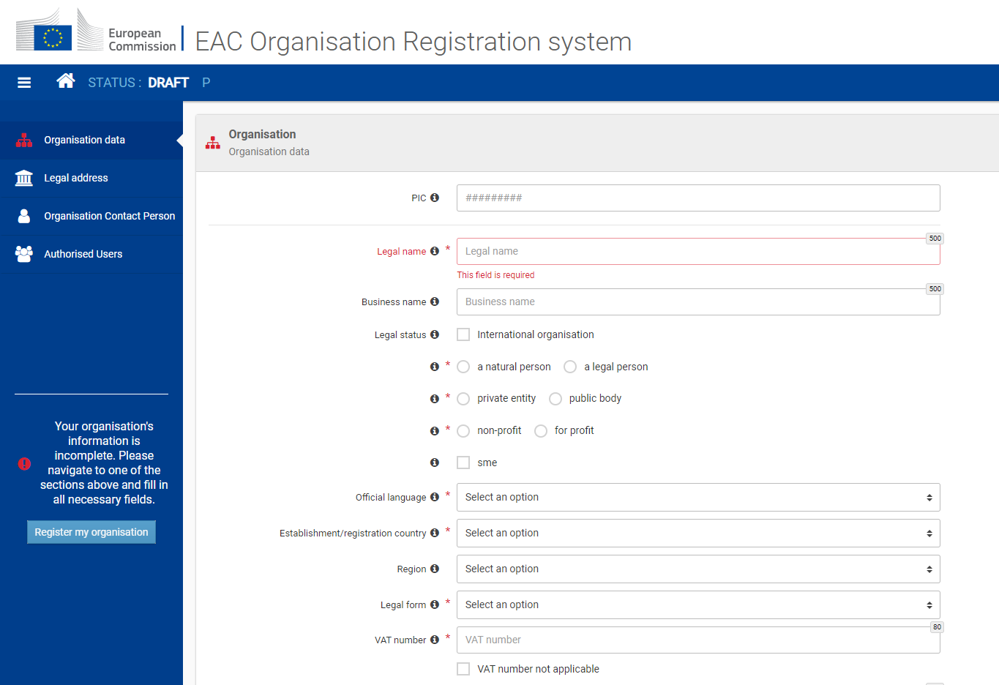 European
Commission
EAC Organisation Registration system
STATUS : DRAFT P
Organisation data
Legal address
Organisation Contact Person
Authorised Users
Your organisation's
information is
incomplete. Please
navigate to one of the
sections above and fill in
all necessary fields.
Register my organisation
Organisation
Organisation data
PIC #########
500
Legal name * Legal name
This field is required
500
Business name Business name
Legal status International organisation
* a natural person a legal person
* private entity public body
* non-profit for profit
sme
Official language * Select an option
Establishment/registration country * Select an option
Region Select an option
Legal form * Select an option
80
VAT number * VAT number
VAT number not applicable